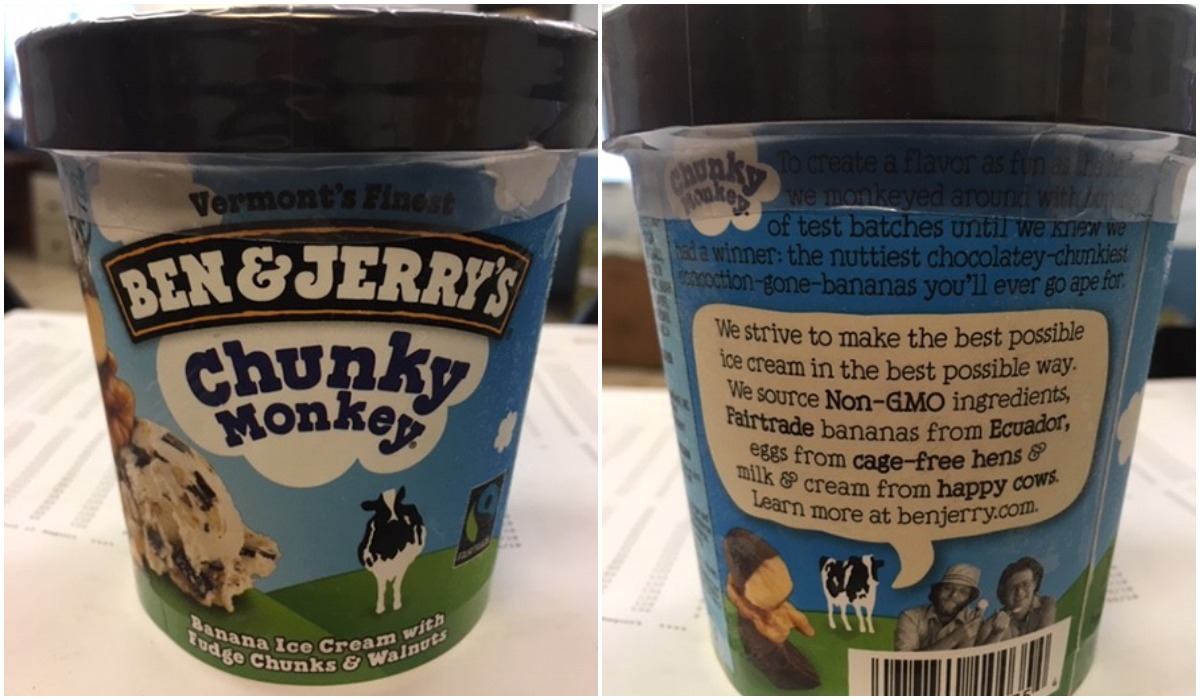 Vermont's Finest
BEN & JERRY'S
Chunky
Monkey
FAIRTRADE
Banana Ice Cream with
Fudge Chunks & Walnuts
Chunky
Monkey
To create a flavor as fun as
we monkeyed around with
of test batches until we knew we
had a winner: the nuttiest chocolatey-chunkiest
concoction-gone-bananas you'll ever go ape for.
We strive to make the best possible
ice cream in the best possible way.
We source Non-GMO ingredients,
Fairtrade bananas from Ecuador,
eggs from cage-free hens &
milk & cream from happy cows.
Learn more at benjerry.com.